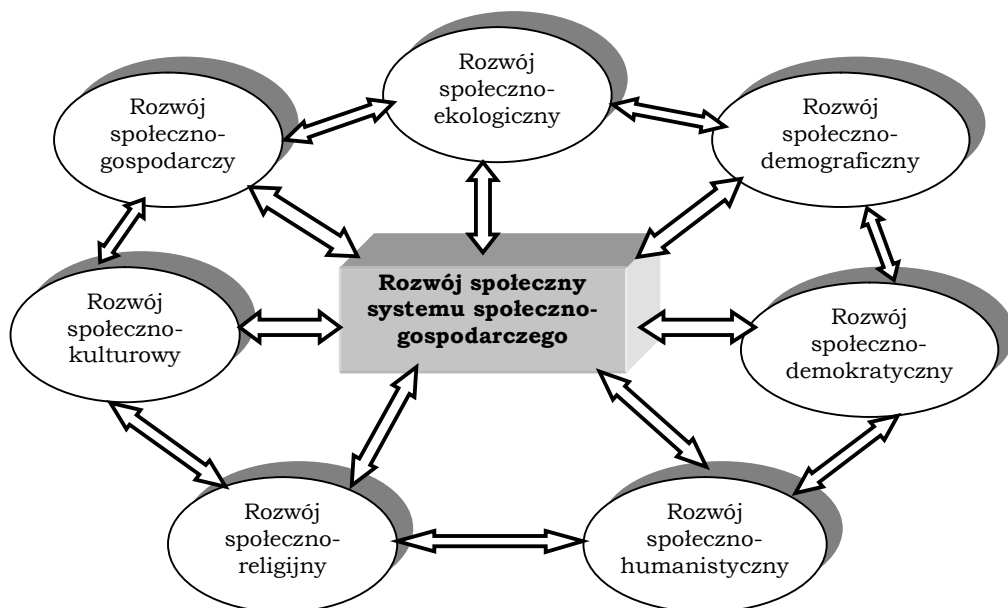 Rozwój
społeczno-
ekologiczny
Rozwój
społeczno-
gospodarczy
Rozwój
społeczno-
demograficzny
Rozwój społeczny
systemu społeczno-
gospodarczego
Rozwój
społeczno-
kulturowy
Rozwój
społeczno-
demokratyczny
Rozwój
społeczno-
religijny
Rozwój
społeczno-
humanistyczny